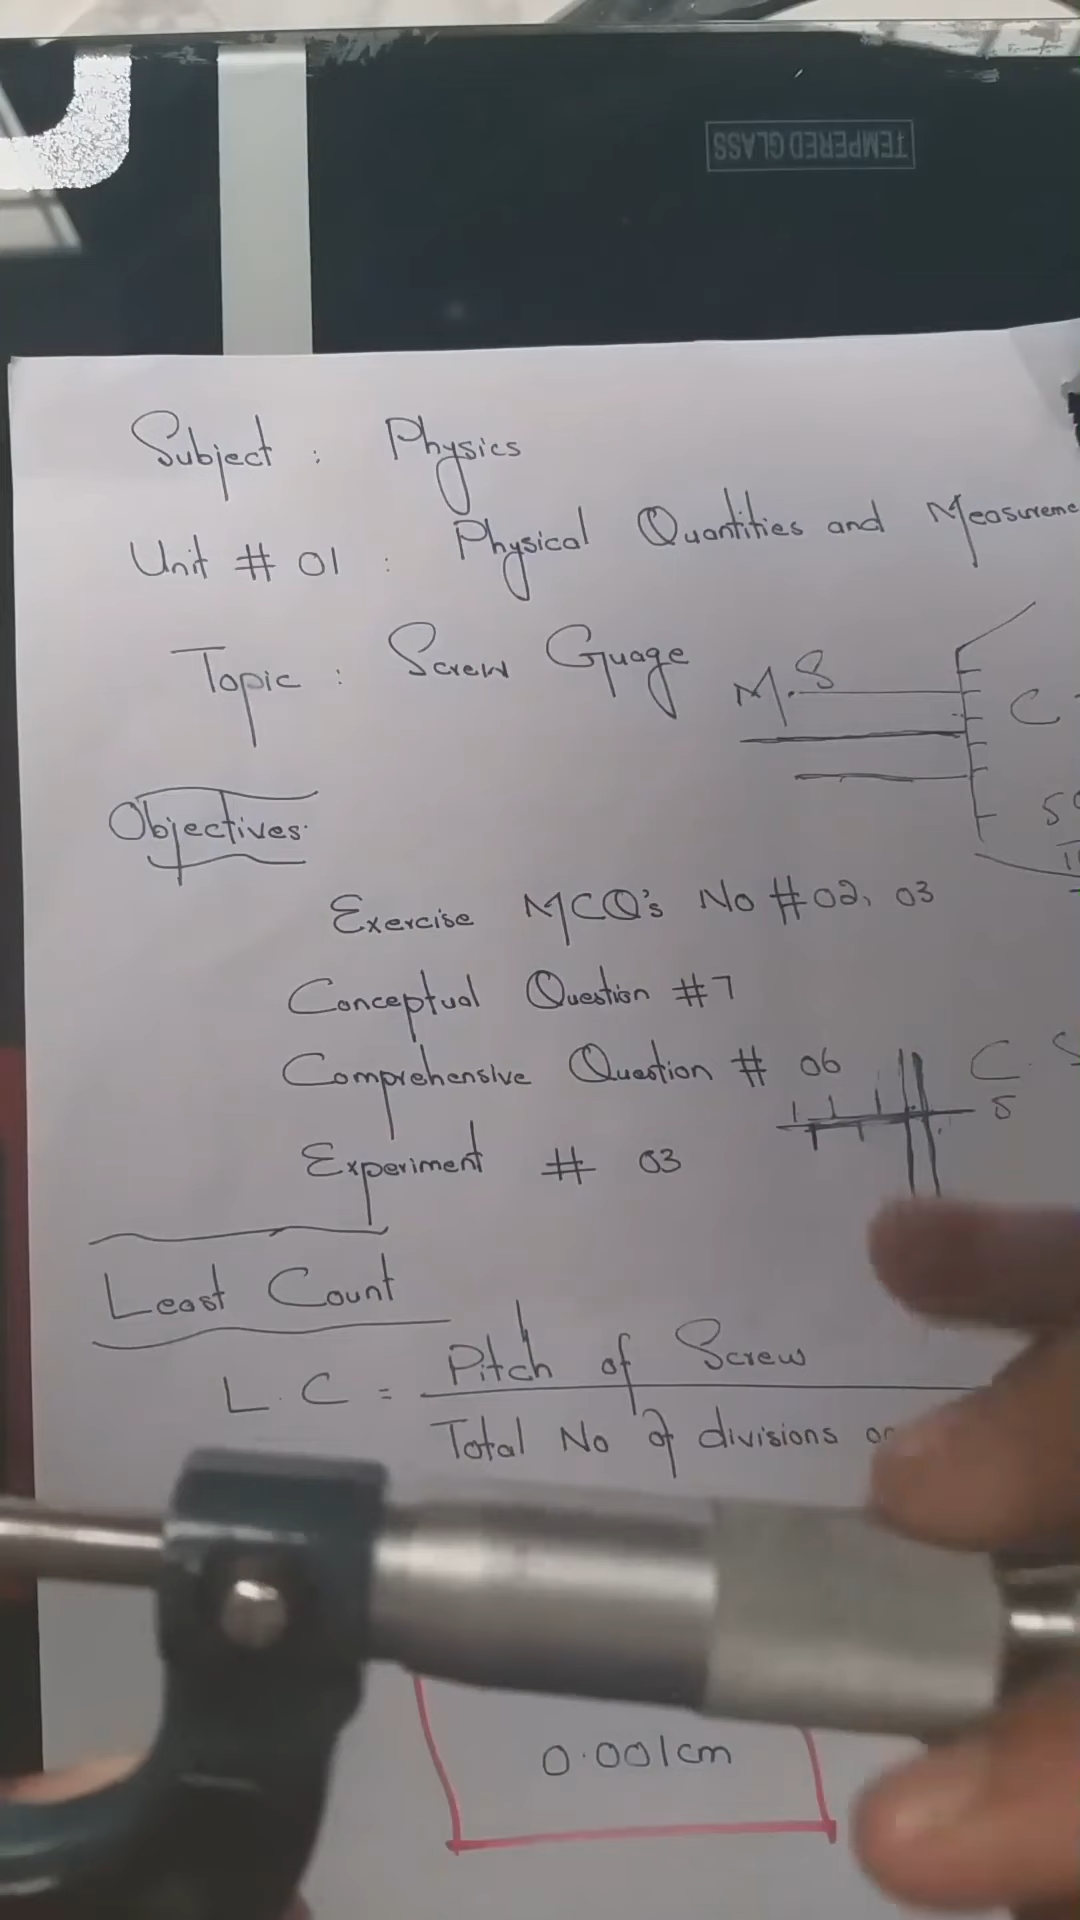 TEMPERED GLASS
Subject : Physics
Unit # 01 : Physical Quantities and Measureme
Topic : Screw Guage
M.S
C
Objectives:
Exercise MCQ's No # 02, 03
Conceptual Question # 7
Comprehensive Question # 06
C. S
5
Experiment # 03
Least Count
L.C = Pitch of Screw
Total No of divisions on
0.001cm